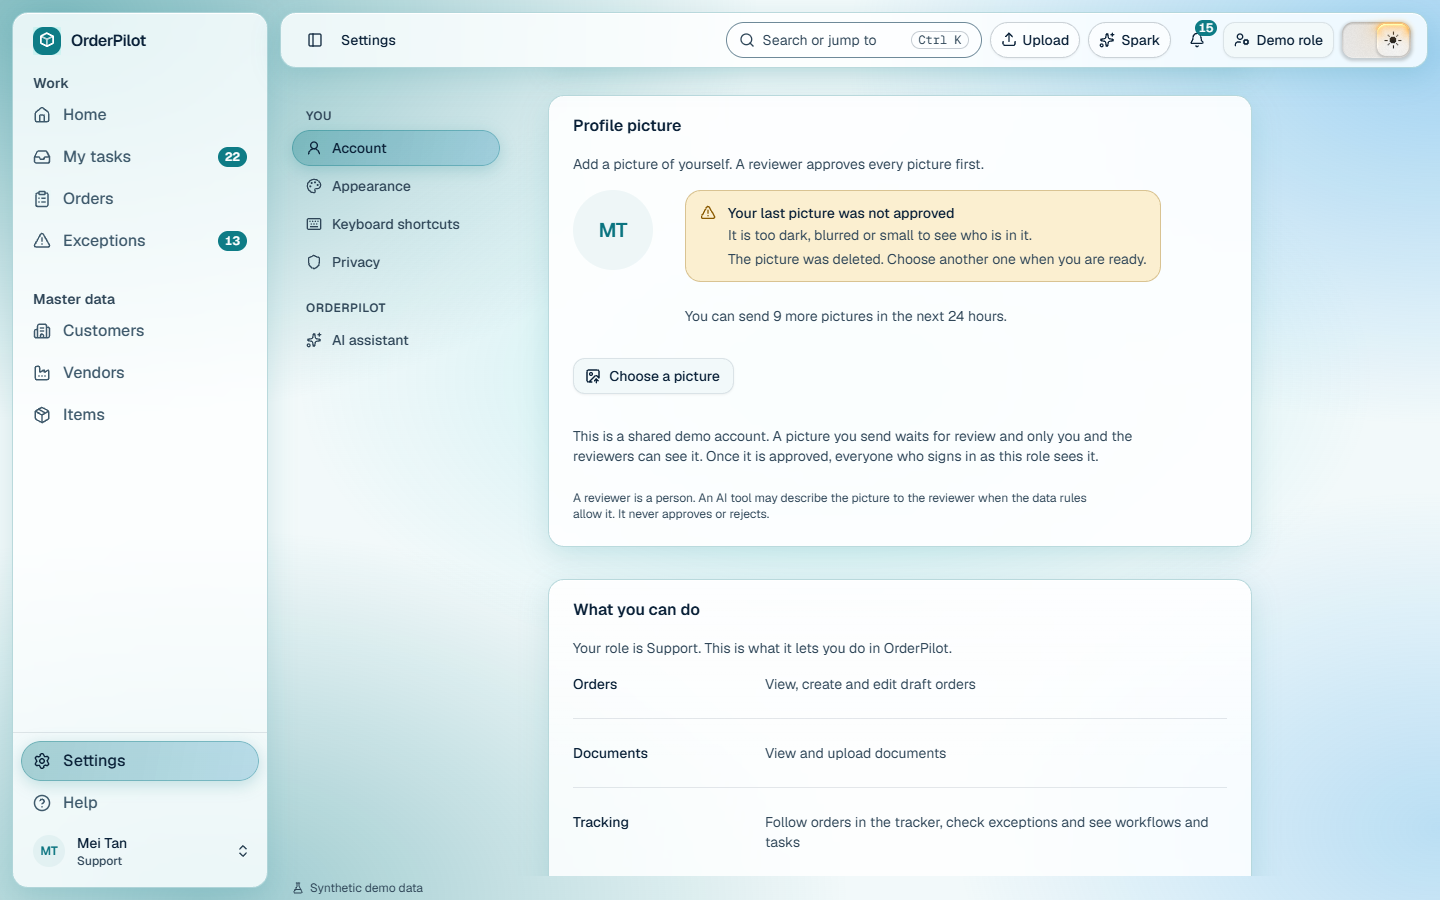 OrderPilot
Work
Home
My tasks 22
Orders
Exceptions 13
Master data
Customers
Vendors
Items
Settings
Help
MT
Mei Tan
Support
Settings
Search or jump to Ctrl K
Upload
Spark
15
Demo role
YOU
Account
Appearance
Keyboard shortcuts
Privacy
ORDERPILOT
AI assistant
Profile picture
Add a picture of yourself. A reviewer approves every picture first.
MT
Your last picture was not approved
It is too dark, blurred or small to see who is in it.
The picture was deleted. Choose another one when you are ready.
You can send 9 more pictures in the next 24 hours.
Choose a picture
This is a shared demo account. A picture you send waits for review and only you and the
reviewers can see it. Once it is approved, everyone who signs in as this role sees it.
A reviewer is a person. An AI tool may describe the picture to the reviewer when the data rules
allow it. It never approves or rejects.
What you can do
Your role is Support. This is what it lets you do in OrderPilot.
Orders View, create and edit draft orders
Documents View and upload documents
Tracking Follow orders in the tracker, check exceptions and see workflows and
tasks
Synthetic demo data